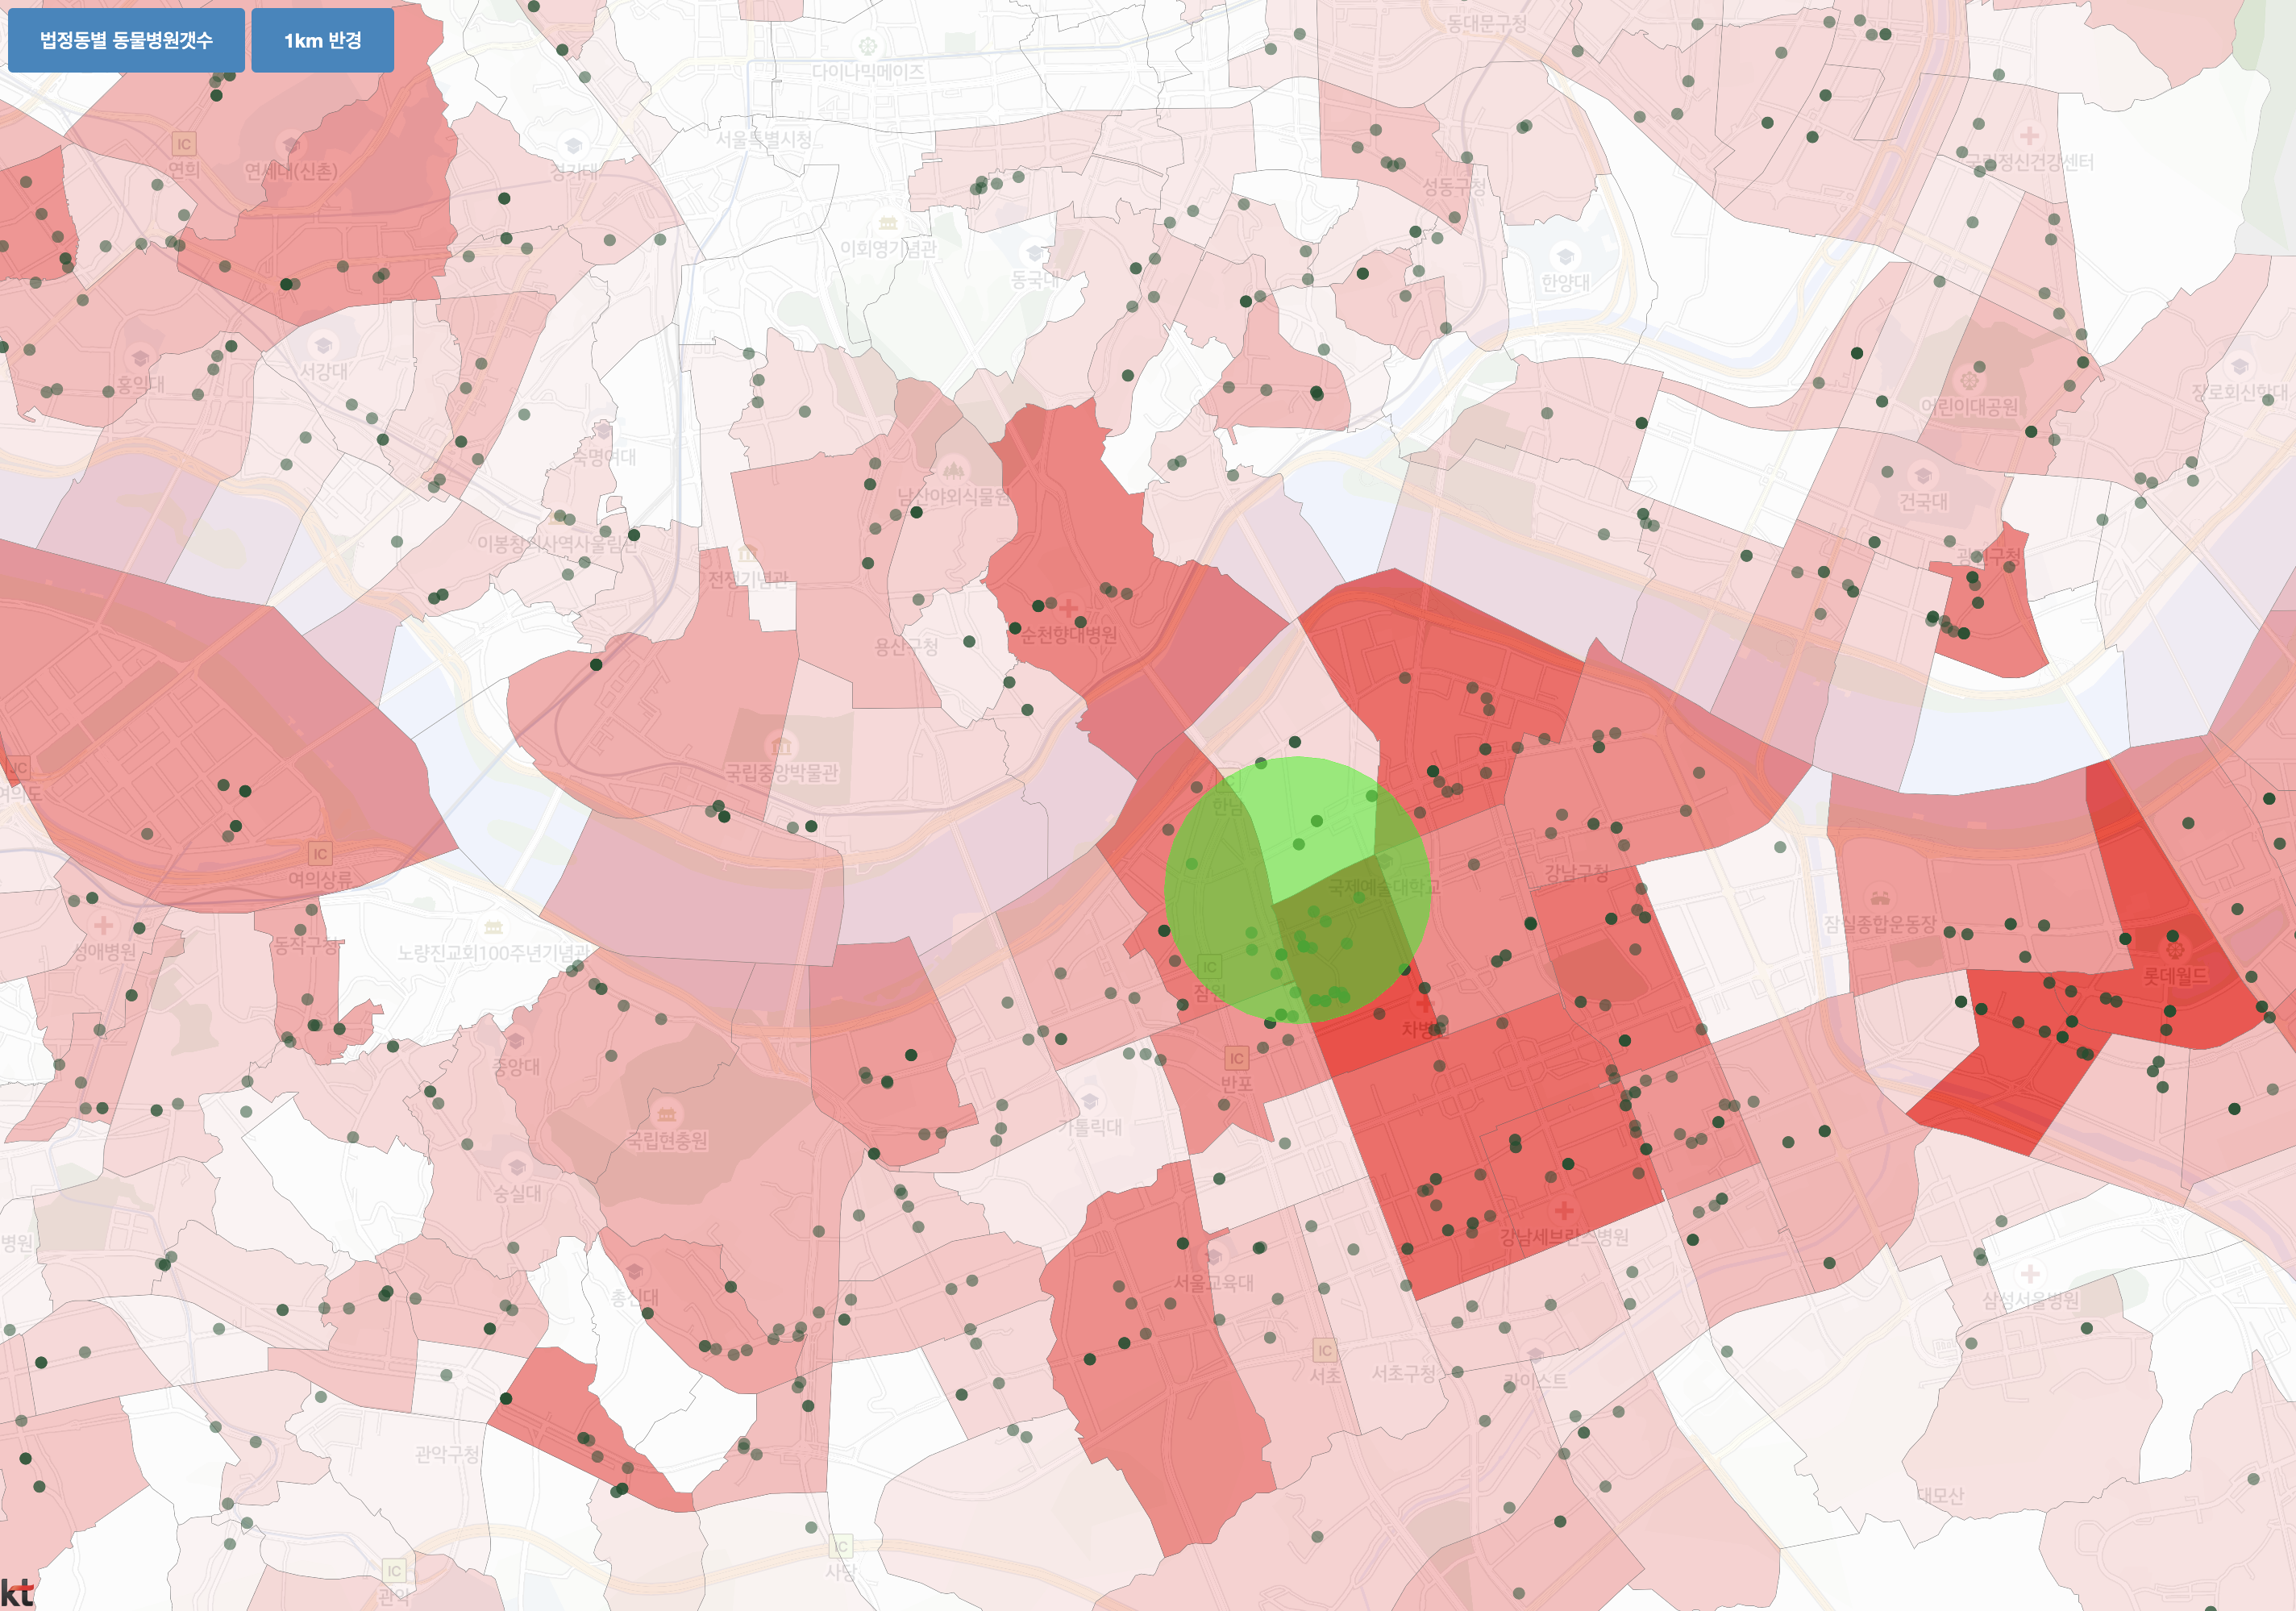 법정동별 동물병원갯수
1km 반경
동대문구청
다이나믹메이즈
서울특별시청
IC
연희
연세대(신촌)
경기대
국립정신건강센터
성동구청
이회영기념관
동국대
한양대
홍익대
서강대
장로회신학대
어린이대공원
숙명여대
남산야외식물원
건국대
이봉창의사역사울림관
전쟁기념관
광진구청
순천향대병원
용산구청
국립중앙박물관
JC
여의도
한남
IC
여의상류
강남구청
국제예술대학교
잠실종합운동장
성애병원
동작구청
노량진교회100주년기념관
IC
잠원
롯데월드
차병원
중앙대
IC
반포
가톨릭대
국립현충원
숭실대
병원
강남세브란스병원
서울교육대
총신대
삼성서울병원
IC
서초
서초구청
카이스트
관악구청
대모산
IC
사당
IC
관악
kt